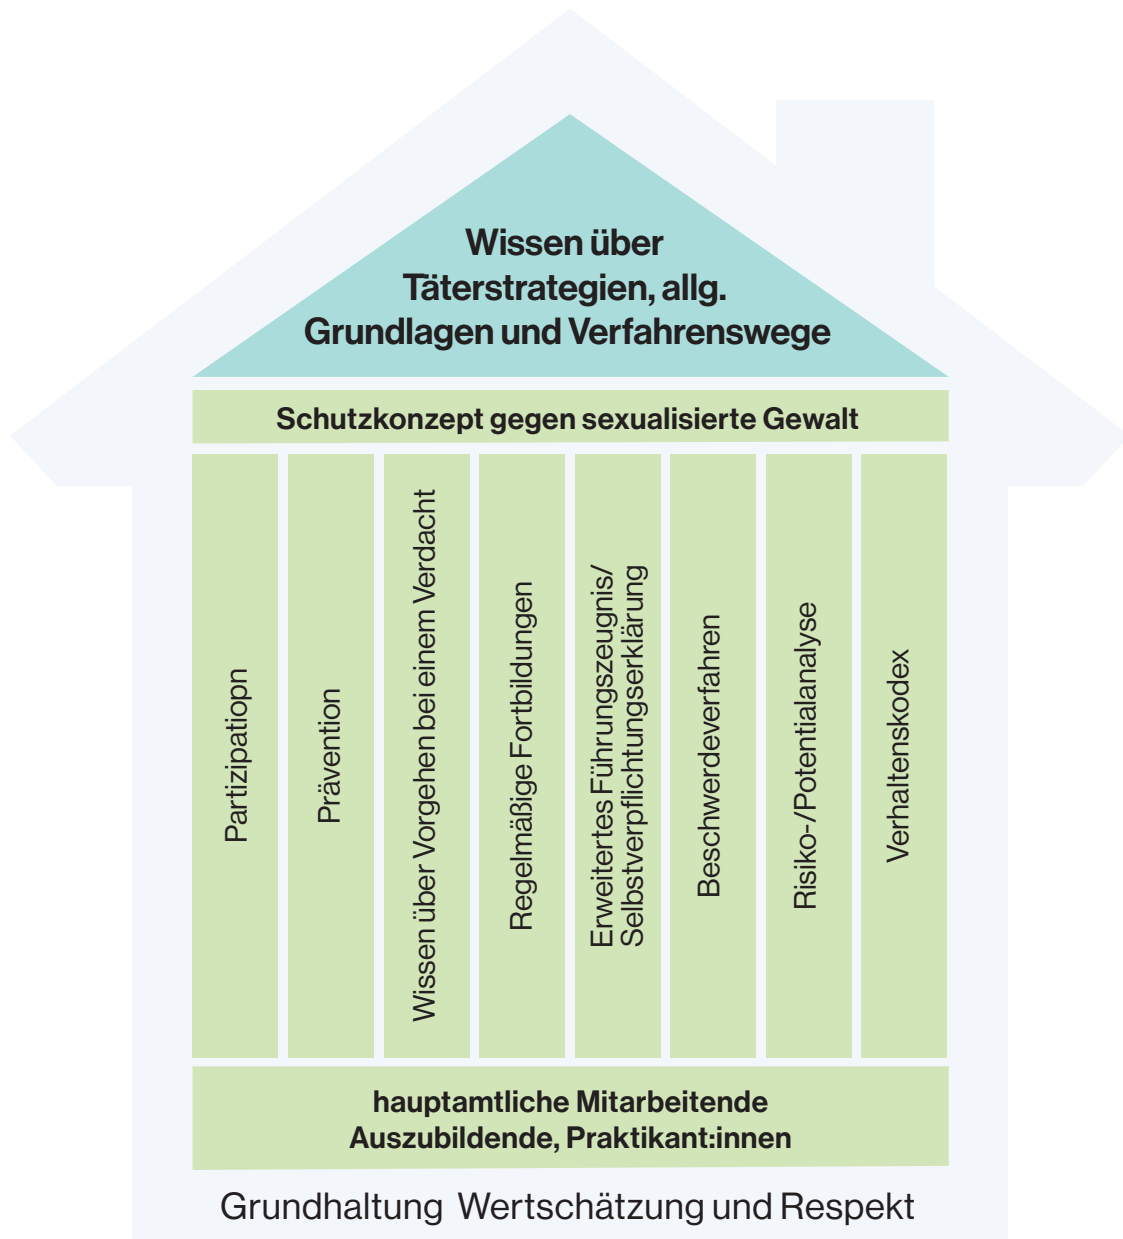 Wissen über
Täterstrategien, allg.
Grundlagen und Verfahrenswege
Schutzkonzept gegen sexualisierte Gewalt
Partizipatiopn
Prävention
Wissen über Vorgehen bei einem Verdacht
Regelmäßige Fortbildungen
Erweitertes Führungszeugnis/
Selbstverpflichtungserklärung
Beschwerdeverfahren
Risiko-/Potentialanalyse
Verhaltenskodex
hauptamtliche Mitarbeitende
Auszubildende, Praktikant:innen
Grundhaltung Wertschätzung und Respekt